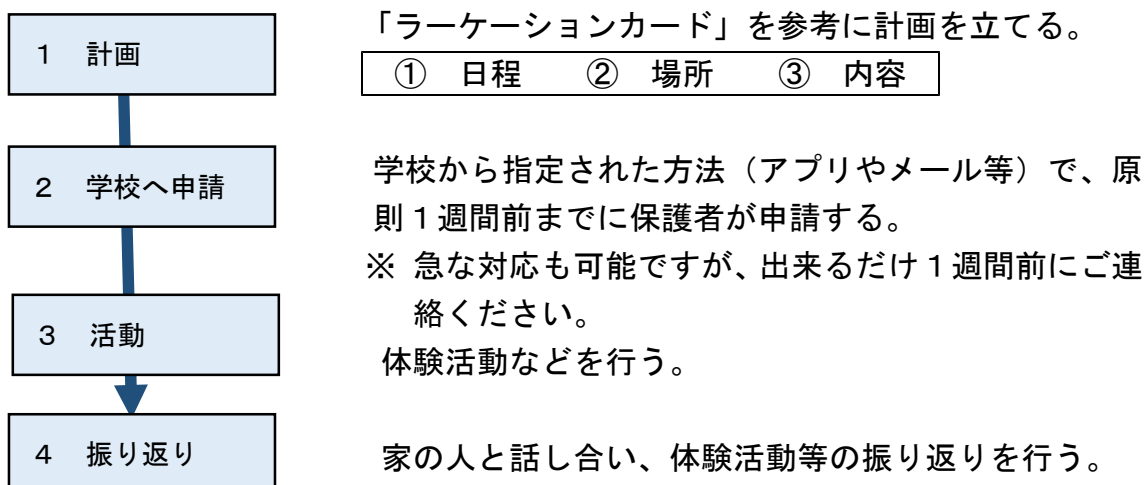 １　計画
「ラーケーションカード」を参考に計画を立てる。
①　日程　　②　場所　　③　内容
２　学校へ申請
学校から指定された方法（アプリやメール等）で、原
則１週間前までに保護者が申請する。
※ 急な対応も可能ですが、出来るだけ１週間前にご連
絡ください。
３　活動
体験活動などを行う。
４　振り返り
家の人と話し合い、体験活動等の振り返りを行う。